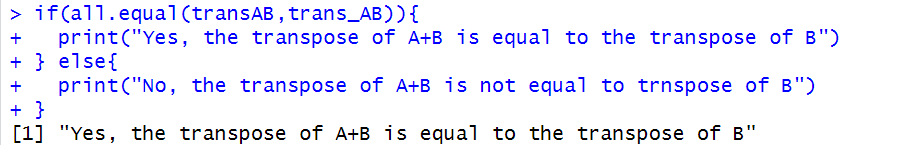 > if(all.equal(transAB,trans_AB)){
+   print("Yes, the transpose of A+B is equal to the transpose of B")
+ } else{
+   print("No, the transpose of A+B is not equal to trnspose of B")
+ }
[1] "Yes, the transpose of A+B is equal to the transpose of B"